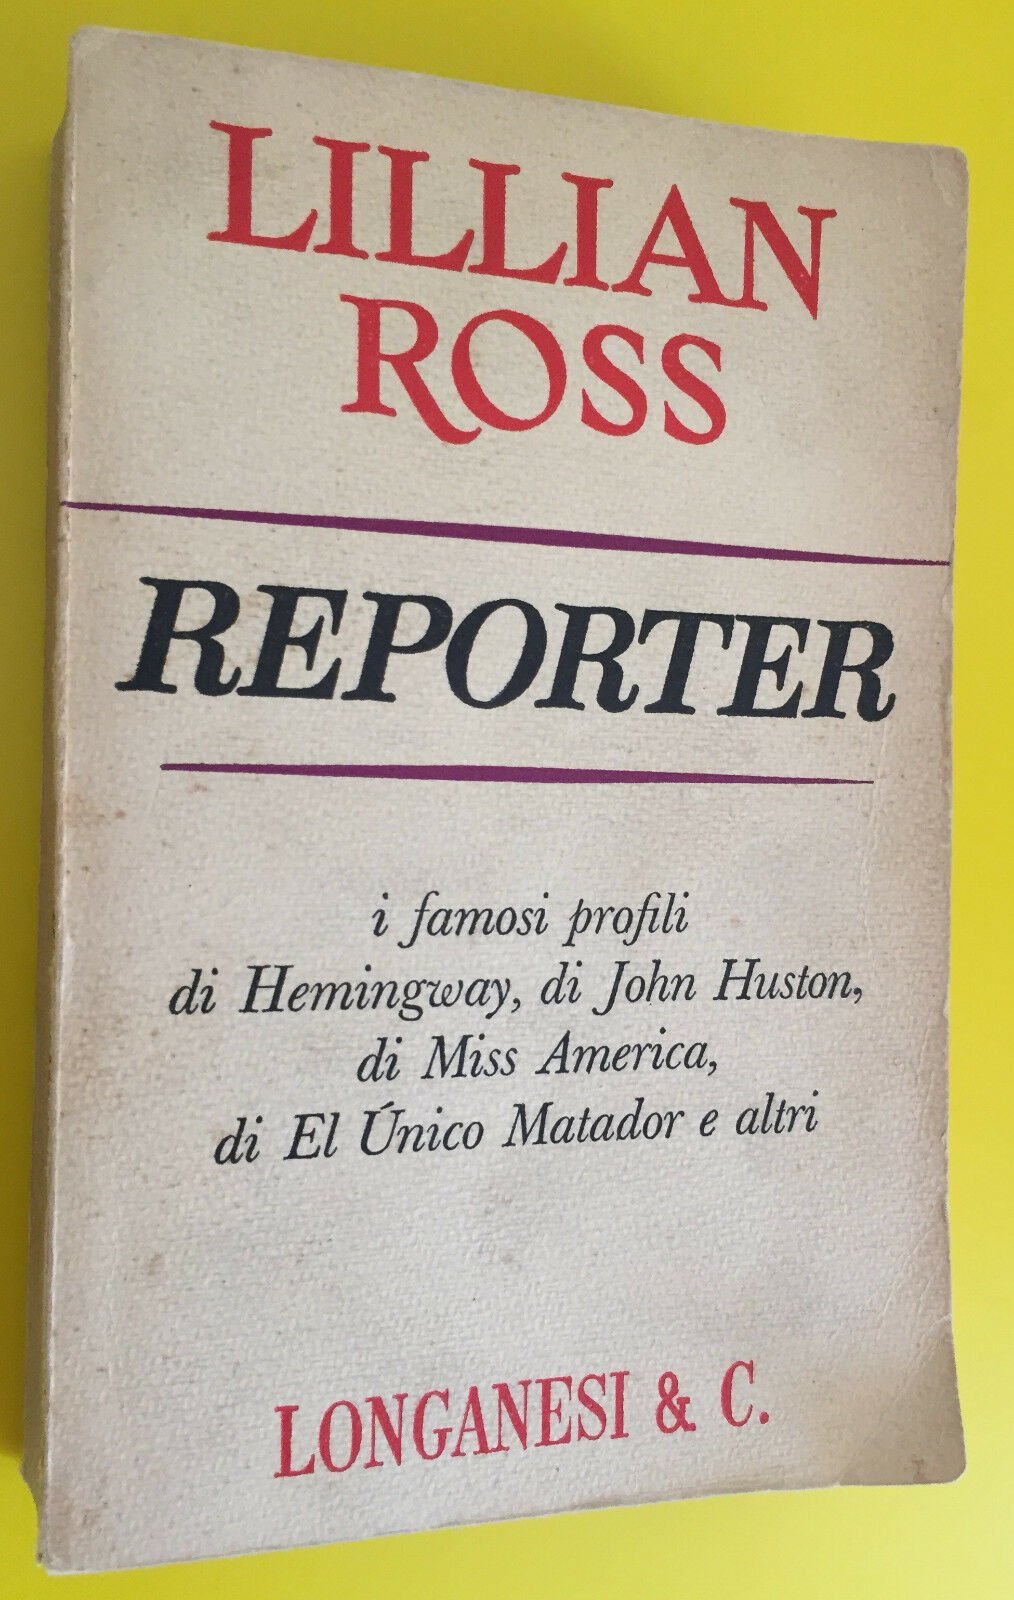 LILLIAN
ROSS
REPORTER
i famosi profili
di Hemingway, di John Huston,
di Miss America,
di El Único Matador e altri
LONGANESI & C.